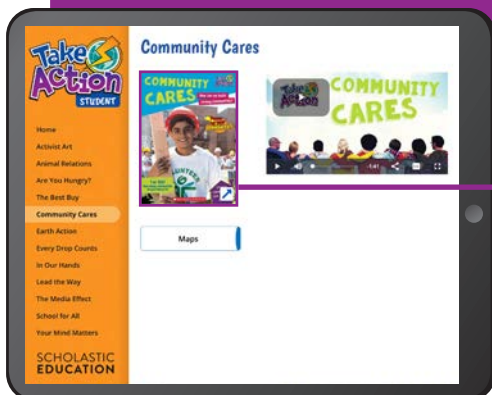 Take
Action
STUDENT
Home
Activist Art
Animal Relations
Are You Hungry?
The Best Buy
Community Cares
Earth Action
Every Drop Counts
In Our Hands
Lead the Way
The Media Effect
School for All
Your Mind Matters
SCHOLASTIC
EDUCATION
Community Cares
COMMUNITY
CARES
Maps
Take
Action
COMMUNITY
CARES
-1:41